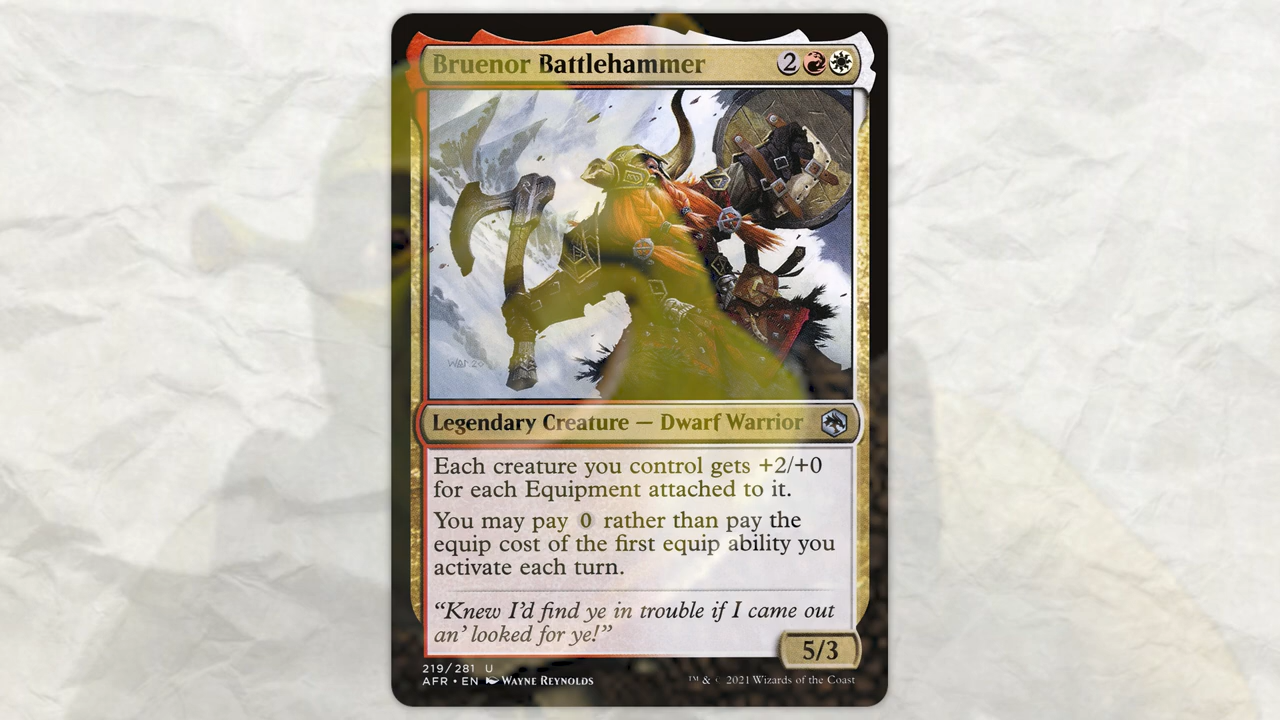 Bruenor Battlehammer 2
Legendary Creature — Dwarf Warrior
Each creature you control gets +2/+0
for each Equipment attached to it.
You may pay 0 rather than pay the
equip cost of the first equip ability you
activate each turn.
“Knew I’d find ye in trouble if I came out
an’ looked for ye!”
5/3
219/281 U
AFR • EN WAYNE REYNOLDS
™ & © 2021 Wizards of the Coast